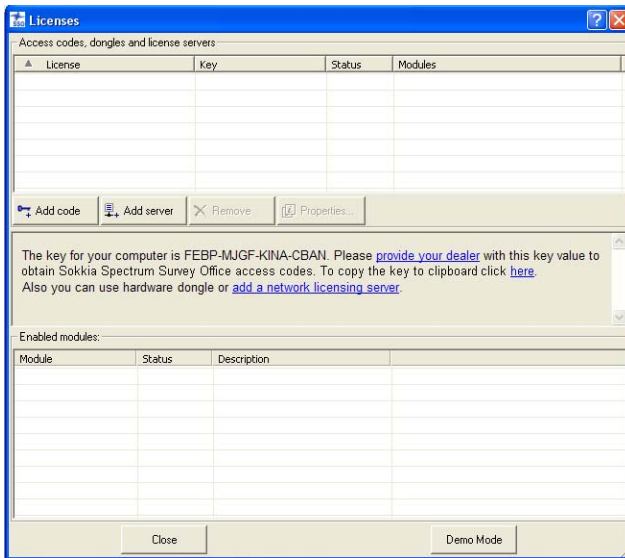 SSO Licenses
Access codes, dongles and license servers
License Key Status Modules
Add code Add server Remove Properties...
The key for your computer is FEBP-MJGF-KINA-CBAN. Please provide your dealer with this key value to
obtain Sokkia Spectrum Survey Office access codes. To copy the key to clipboard click here.
Also you can use hardware dongle or add a network licensing server.
Enabled modules:
Module Status Description
Close Demo Mode